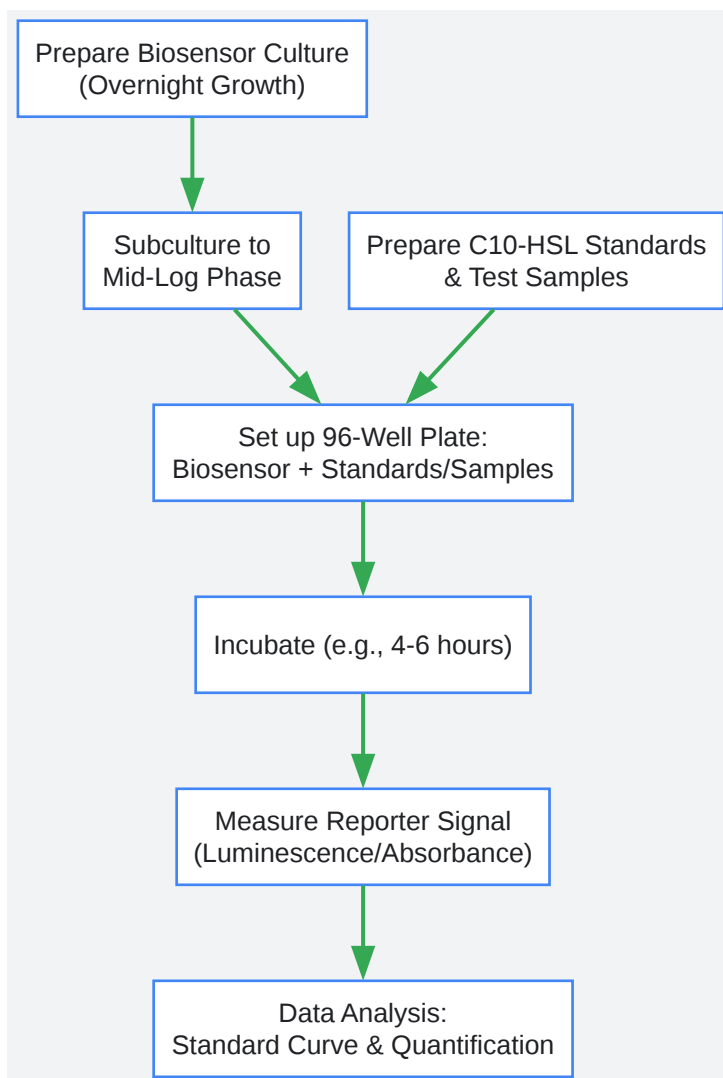 Prepare Biosensor Culture
(Overnight Growth)
Subculture to
Mid-Log Phase
Prepare C10-HSL Standards
& Test Samples
Set up 96-Well Plate:
Biosensor + Standards/Samples
Incubate (e.g., 4-6 hours)
Measure Reporter Signal
(Luminescence/Absorbance)
Data Analysis:
Standard Curve & Quantification